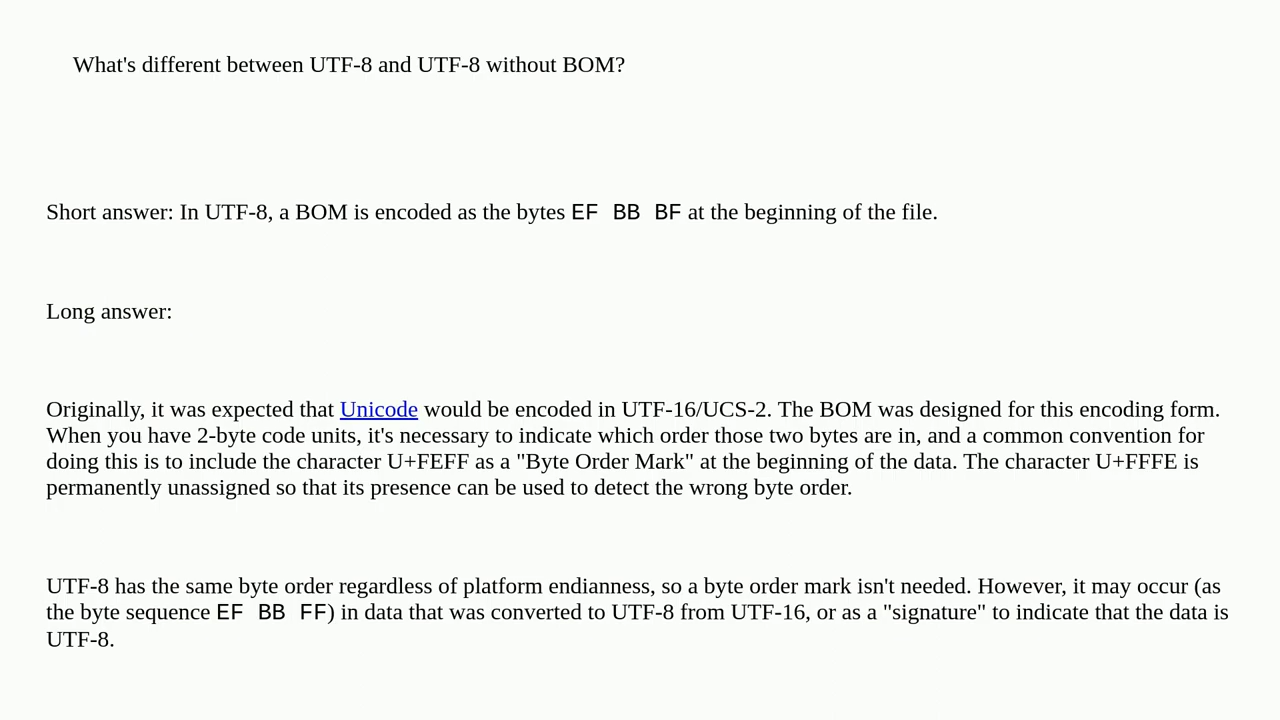 What's different between UTF-8 and UTF-8 without BOM?
Short answer: In UTF-8, a BOM is encoded as the bytes EF BB BF at the beginning of the file.
Long answer:
Originally, it was expected that Unicode would be encoded in UTF-16/UCS-2. The BOM was designed for this encoding form.
When you have 2-byte code units, it's necessary to indicate which order those two bytes are in, and a common convention for
doing this is to include the character U+FEFF as a "Byte Order Mark" at the beginning of the data. The character U+FFFE is
permanently unassigned so that its presence can be used to detect the wrong byte order.
UTF-8 has the same byte order regardless of platform endianness, so a byte order mark isn't needed. However, it may occur (as
the byte sequence EF BB FF) in data that was converted to UTF-8 from UTF-16, or as a "signature" to indicate that the data is
UTF-8.